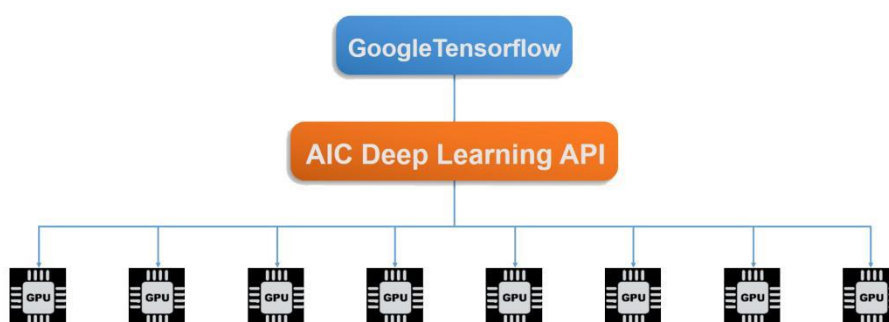 GoogleTensorflow
AIC Deep Learning API
GPU GPU GPU GPU GPU GPU GPU GPU